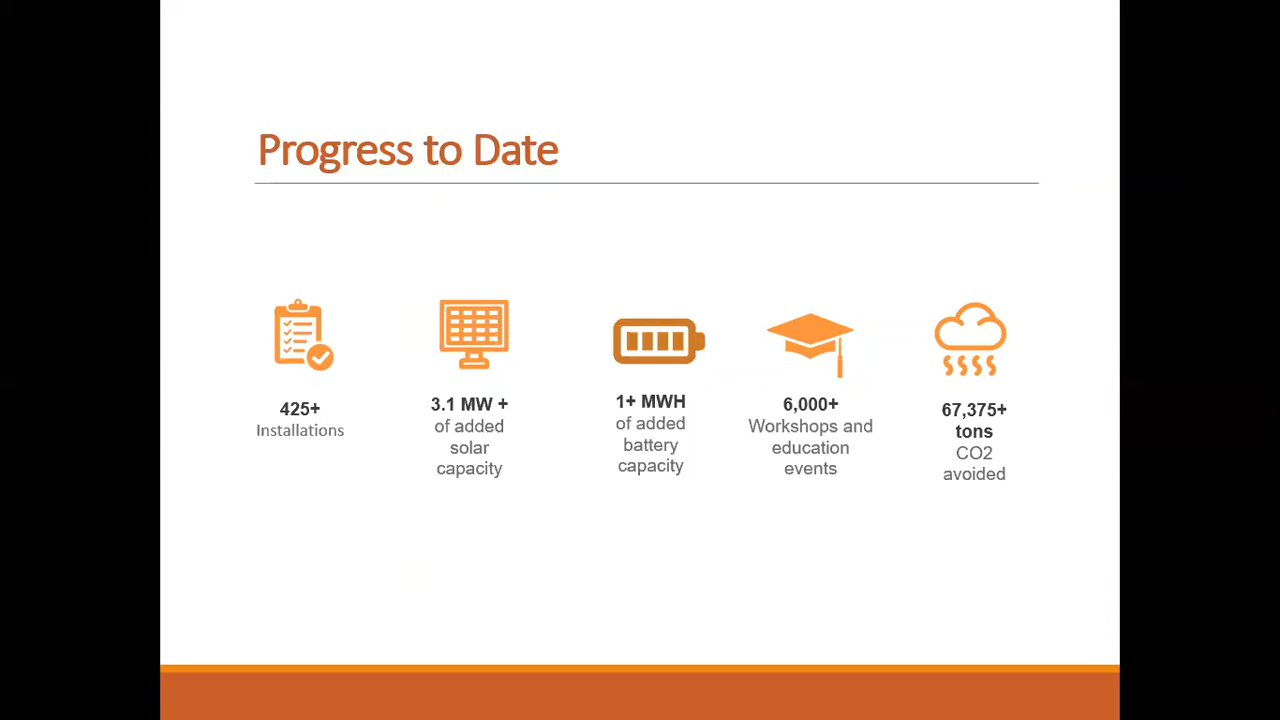 Progress to Date
425+
Installations
3.1 MW +
of added
solar
capacity
1+ MWH
of added
battery
capacity
6,000+
Workshops and
education
events
67,375+
tons
CO2
avoided